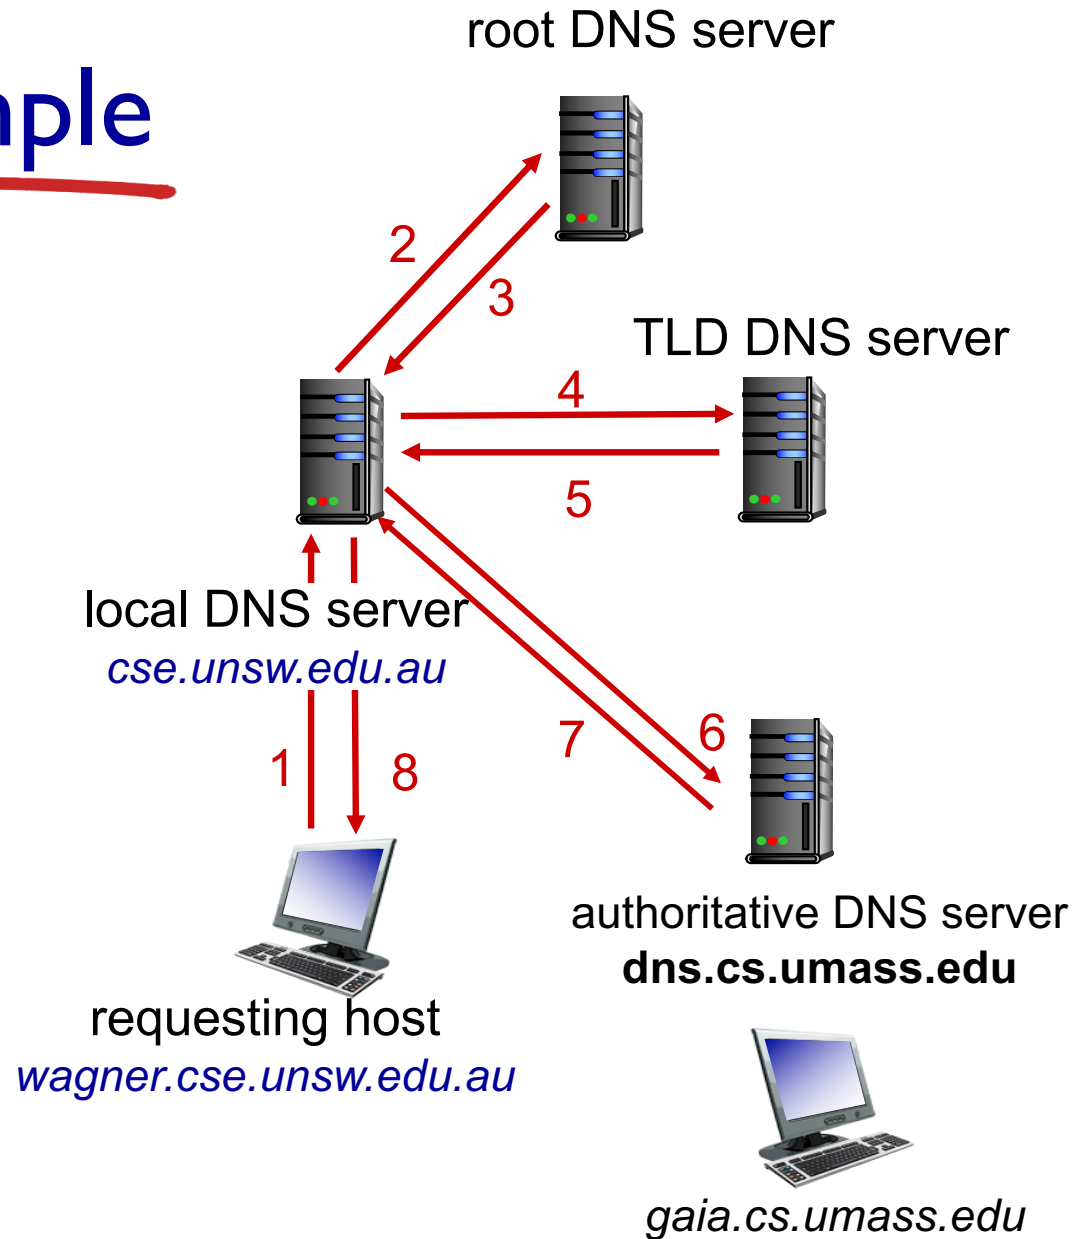 root DNS server
mple
2
3
TLD DNS server
4
5
local DNS server
cse.unsw.edu.au
1
8
7
6
authoritative DNS server
dns.cs.umass.edu
requesting host
wagner.cse.unsw.edu.au
gaia.cs.umass.edu